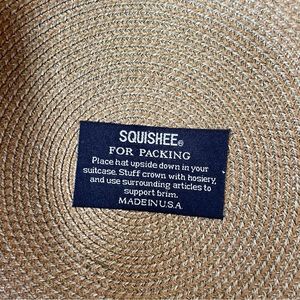 SQUISHEE®
FOR PACKING
Place hat upside down in your
suitcase. Stuff crown with hosiery,
and use surrounding articles to
support brim.
MADE IN U.S.A.